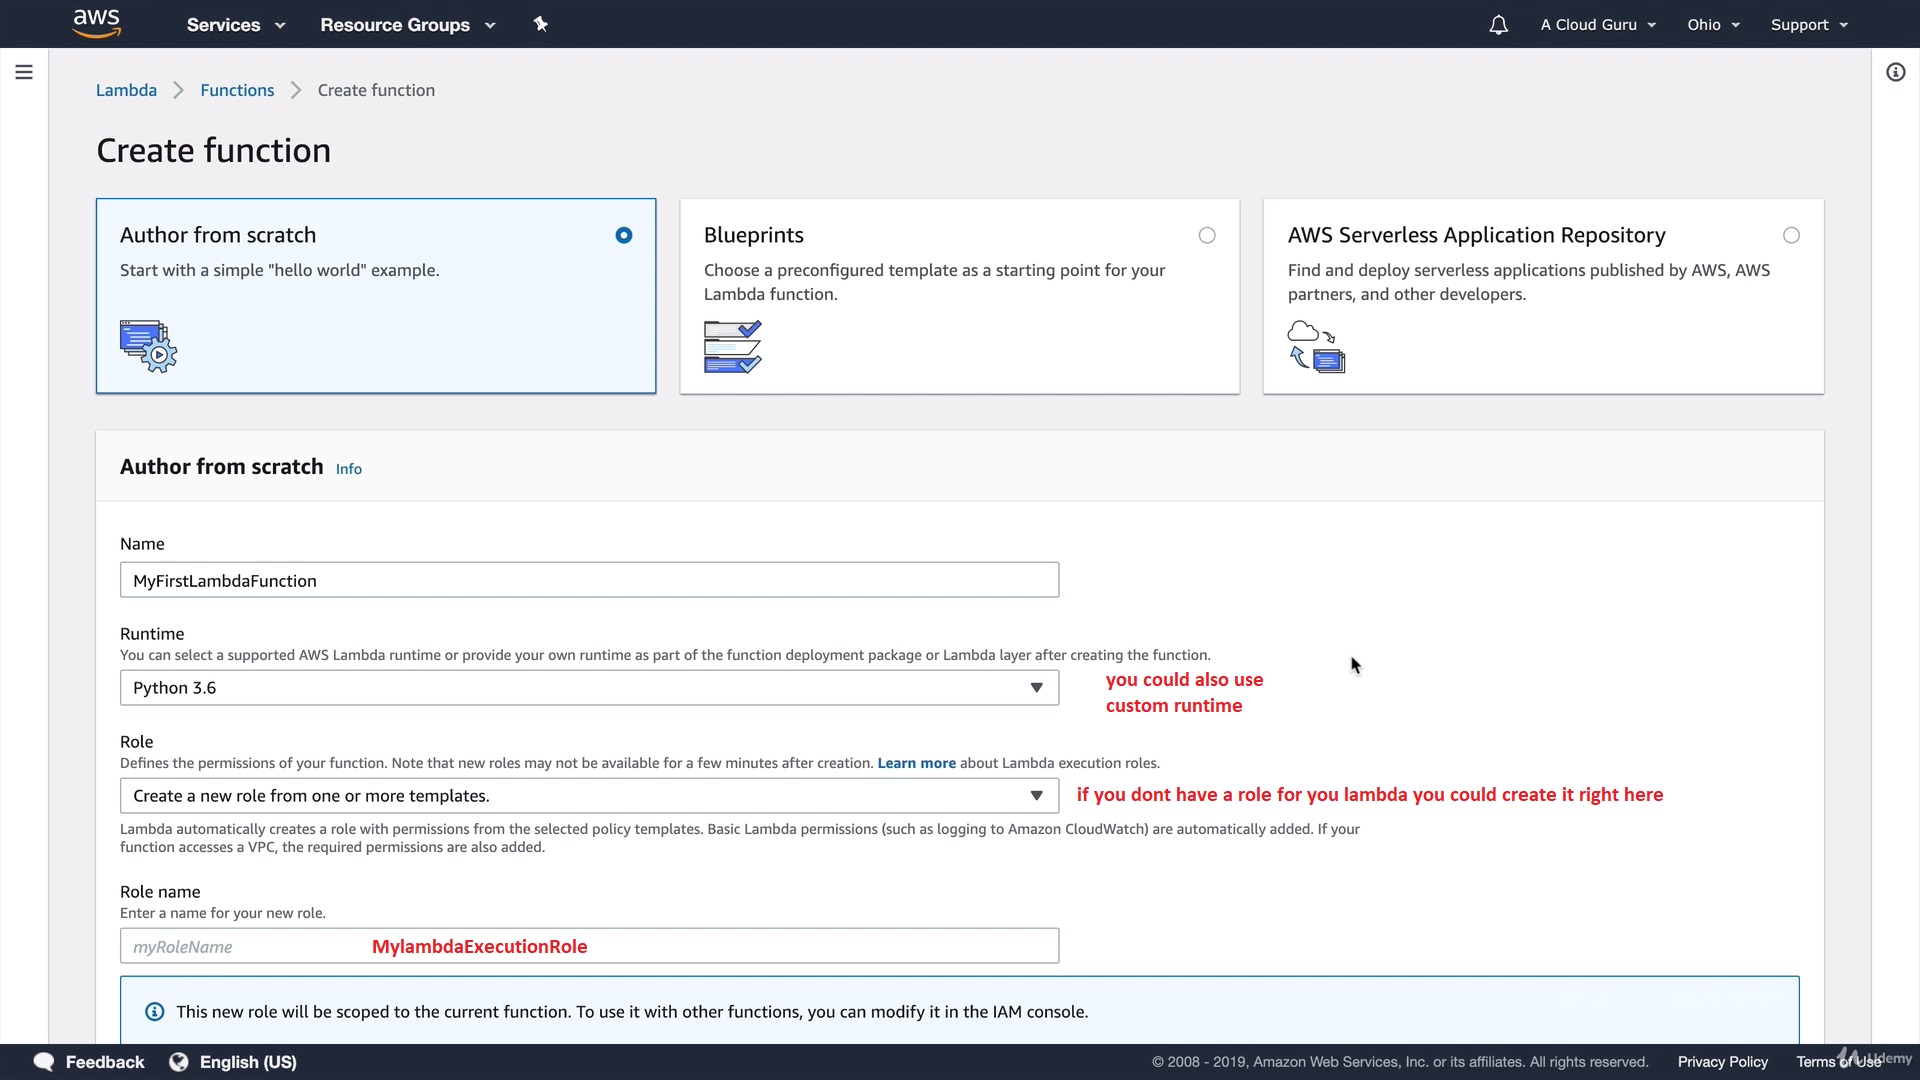 aws
Services
Resource Groups
A Cloud Guru
Ohio
Support
Lambda
Functions
Create function
Create function
Author from scratch
Start with a simple "hello world" example.
Blueprints
Choose a preconfigured template as a starting point for your
Lambda function.
AWS Serverless Application Repository
Find and deploy serverless applications published by AWS, AWS
partners, and other developers.
Author from scratch Info
Name
MyFirstLambdaFunction
Runtime
You can select a supported AWS Lambda runtime or provide your own runtime as part of the function deployment package or Lambda layer after creating the function.
Python 3.6
you could also use
custom runtime
Role
Defines the permissions of your function. Note that new roles may not be available for a few minutes after creation. Learn more about Lambda execution roles.
Create a new role from one or more templates.
if you dont have a role for you lambda you could create it right here
Lambda automatically creates a role with permissions from the selected policy templates. Basic Lambda permissions (such as logging to Amazon CloudWatch) are automatically added. If your
function accesses a VPC, the required permissions are also added.
Role name
Enter a name for your new role.
myRoleName
MylambdaExecutionRole
This new role will be scoped to the current function. To use it with other functions, you can modify it in the IAM console.
Feedback
English (US)
© 2008 - 2019, Amazon Web Services, Inc. or its affiliates. All rights reserved.
Privacy Policy
Terms of Use
Udemy